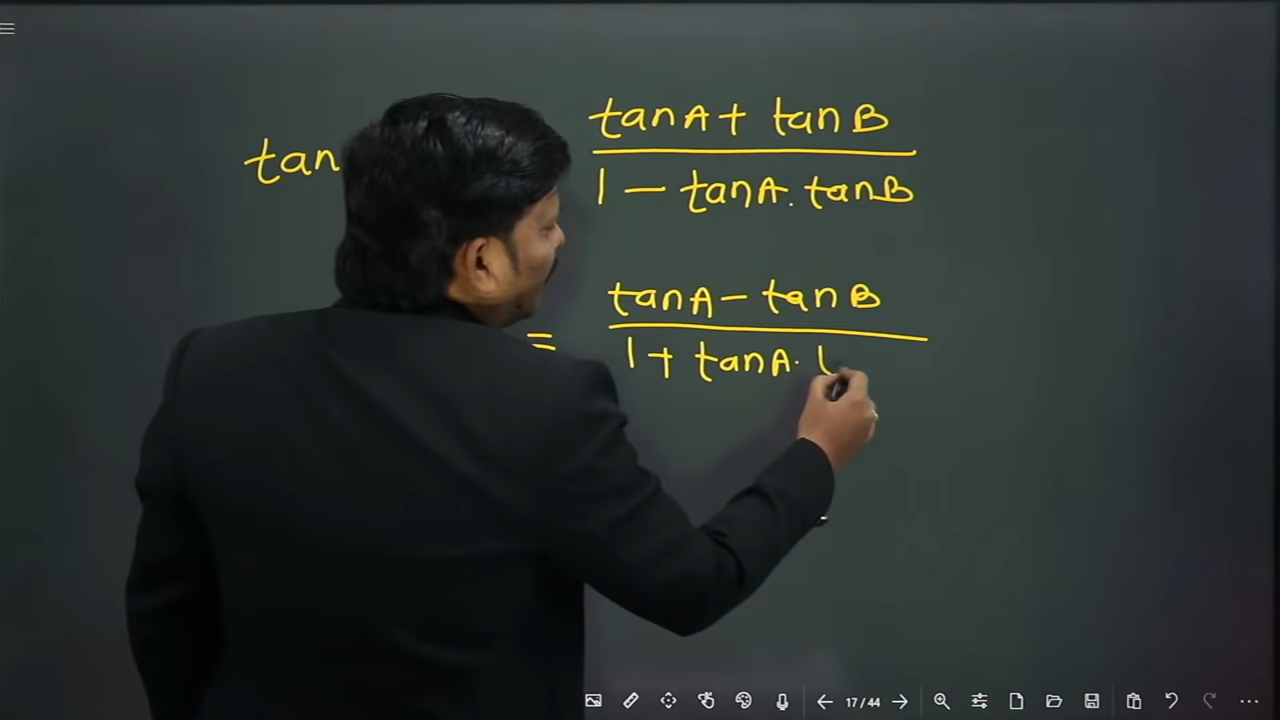 tan
tanA + tanB
1 - tanA. tanB
tanA - tanB
=
1 + tanA.
17/44